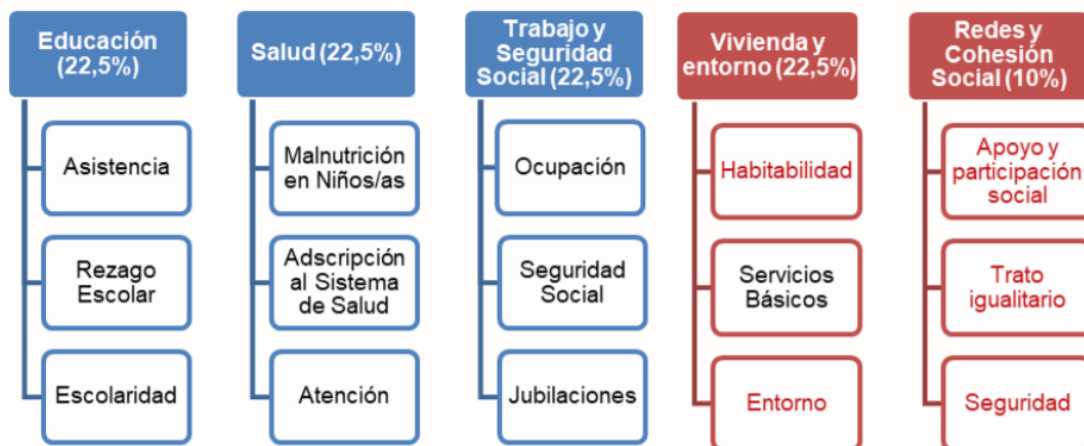 Educación
(22,5%)
Asistencia
Rezago
Escolar
Escolaridad
Salud (22,5%)
Malnutrición
en Niños/as
Adscripción
al Sistema
de Salud
Atención
Trabajo y
Seguridad
Social (22,5%)
Ocupación
Seguridad
Social
Jubilaciones
Vivienda y
entorno (22,5%)
Habitabilidad
Servicios
Básicos
Entorno
Redes y
Cohesión
Social (10%)
Apoyo y
participación
social
Trato
igualitario
Seguridad